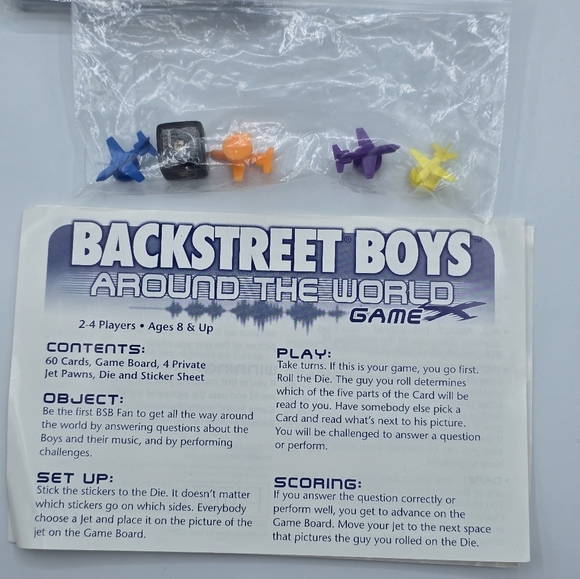 BACKSTREET® BOYS™
AROUND THE WORLD
GAME
2-4 Players • Ages 8 & Up
CONTENTS:
60 Cards, Game Board, 4 Private
Jet Pawns, Die and Sticker Sheet
OBJECT:
Be the first BSB Fan to get all the way around
the world by answering questions about the
Boys and their music, and by performing
challenges.
SET UP:
Stick the stickers to the Die. It doesn't matter
which stickers go on which sides. Everybody
choose a Jet and place it on the picture of the
jet on the Game Board.
PLAY:
Take turns. If this is your game, you go first.
Roll the Die. The guy you roll determines
which of the five parts of the Card will be
read to you. Have somebody else pick a
Card and read what's next to his picture.
You will be challenged to answer a question
or perform.
SCORING:
If you answer the question correctly or
perform well, you get to advance on the
Game Board. Move your Jet to the next space
that pictures the guy you rolled on the Die.